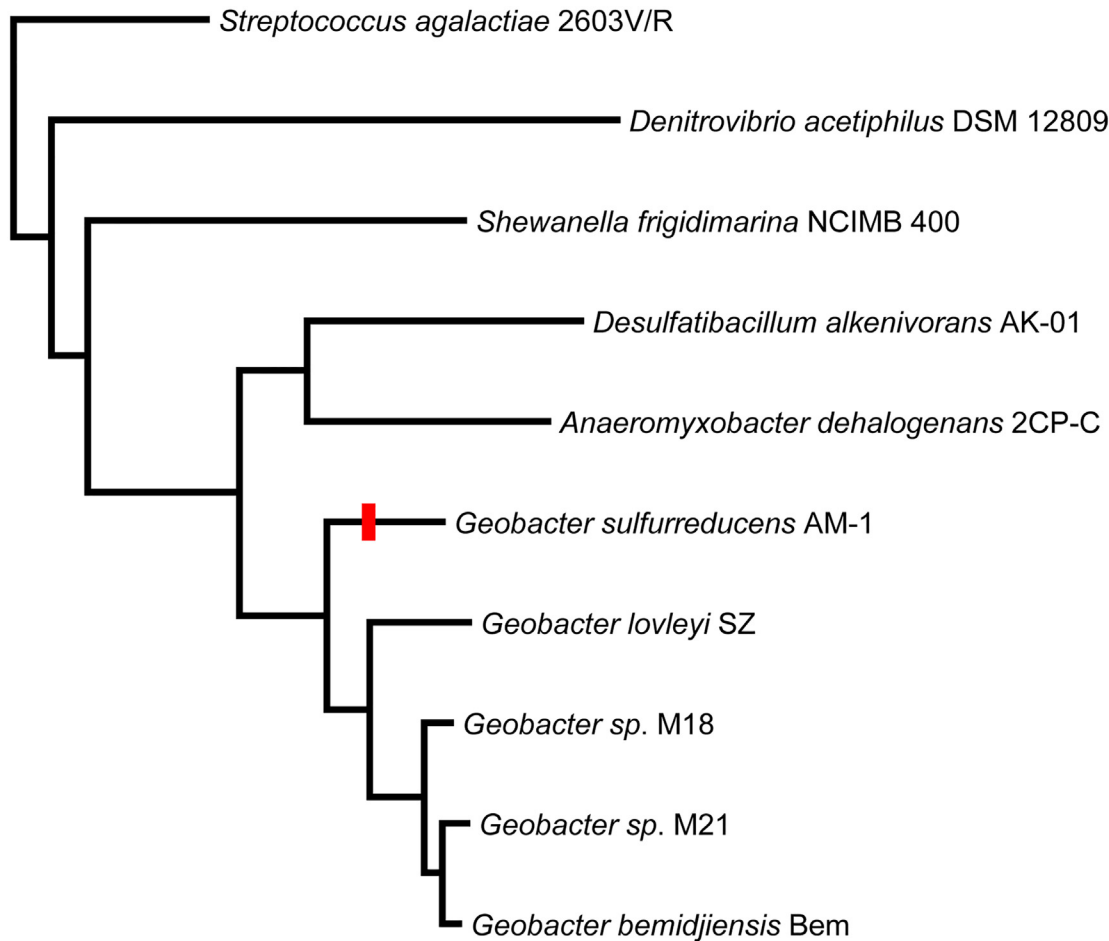 Streptococcus agalactiae 2603V/R
Denitrovibrio acetiphilus DSM 12809
Shewanella frigidimarina NCIMB 400
Desulfatibacillum alkenivorans AK-01
Anaeromyxobacter dehalogenans 2CP-C
Geobacter sulfurreducens AM-1
Geobacter lovleyi SZ
Geobacter sp. M18
Geobacter sp. M21
Geobacter bemidjiensis Bem